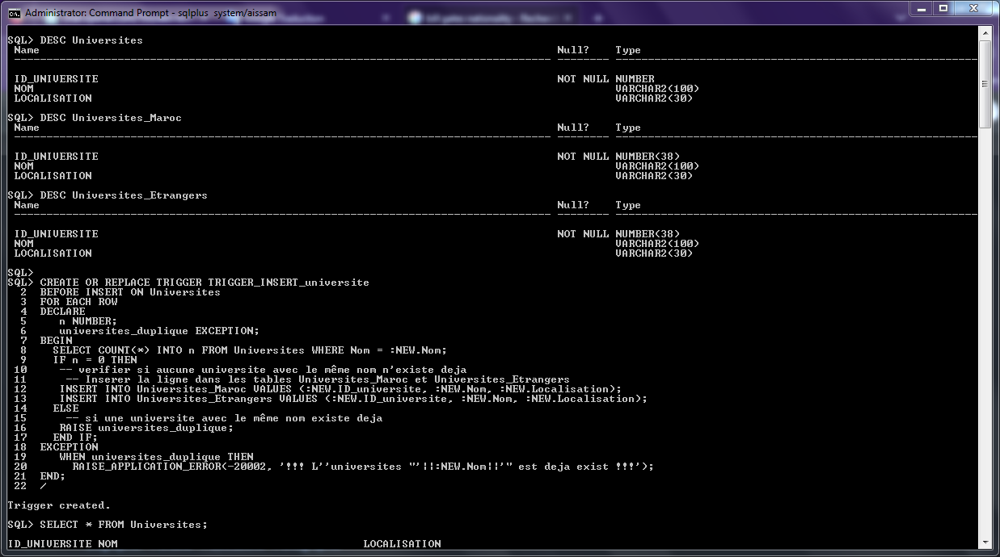 Administrator: Command Prompt - sqlplus  system/aissam
SQL> DESC Universites
Name Null? Type
ID_UNIVERSITE NOT NULL NUMBER
NOM VARCHAR2(100)
LOCALISATION VARCHAR2(30)
SQL> DESC Universites_Maroc
Name Null? Type
ID_UNIVERSITE NOT NULL NUMBER(38)
NOM VARCHAR2(100)
LOCALISATION VARCHAR2(30)
SQL> DESC Universites_Etrangers
Name Null? Type
ID_UNIVERSITE NOT NULL NUMBER(38)
NOM VARCHAR2(100)
LOCALISATION VARCHAR2(30)
SQL>
SQL> CREATE OR REPLACE TRIGGER TRIGGER_INSERT_universite
2 BEFORE INSERT ON Universites
3 FOR EACH ROW
4 DECLARE
5 n NUMBER;
6 universites_duplique EXCEPTION;
7 BEGIN
8 SELECT COUNT(*) INTO n FROM Universites WHERE Nom = :NEW.Nom;
9 IF n = 0 THEN
10 -- verifier si aucune universite avec le même nom n'existe deja
11 -- Inserer la ligne dans les tables Universites_Maroc et Universites_Etrangers
12 INSERT INTO Universites_Maroc VALUES (:NEW.ID_universite, :NEW.Nom, :NEW.Localisation);
13 INSERT INTO Universites_Etrangers VALUES (:NEW.ID_universite, :NEW.Nom, :NEW.Localisation);
14 ELSE
15 -- si une universite avec le même nom existe deja
16 RAISE universites_duplique;
17 END IF;
18 EXCEPTION
19 WHEN universites_duplique THEN
20 RAISE_APPLICATION_ERROR(-20002, '!!! L''universites "'||:NEW.Nom||'" est deja exist !!!');
21 END;
22 /
Trigger created.
SQL> SELECT * FROM Universites;
ID_UNIVERSITE NOM LOCALISATION